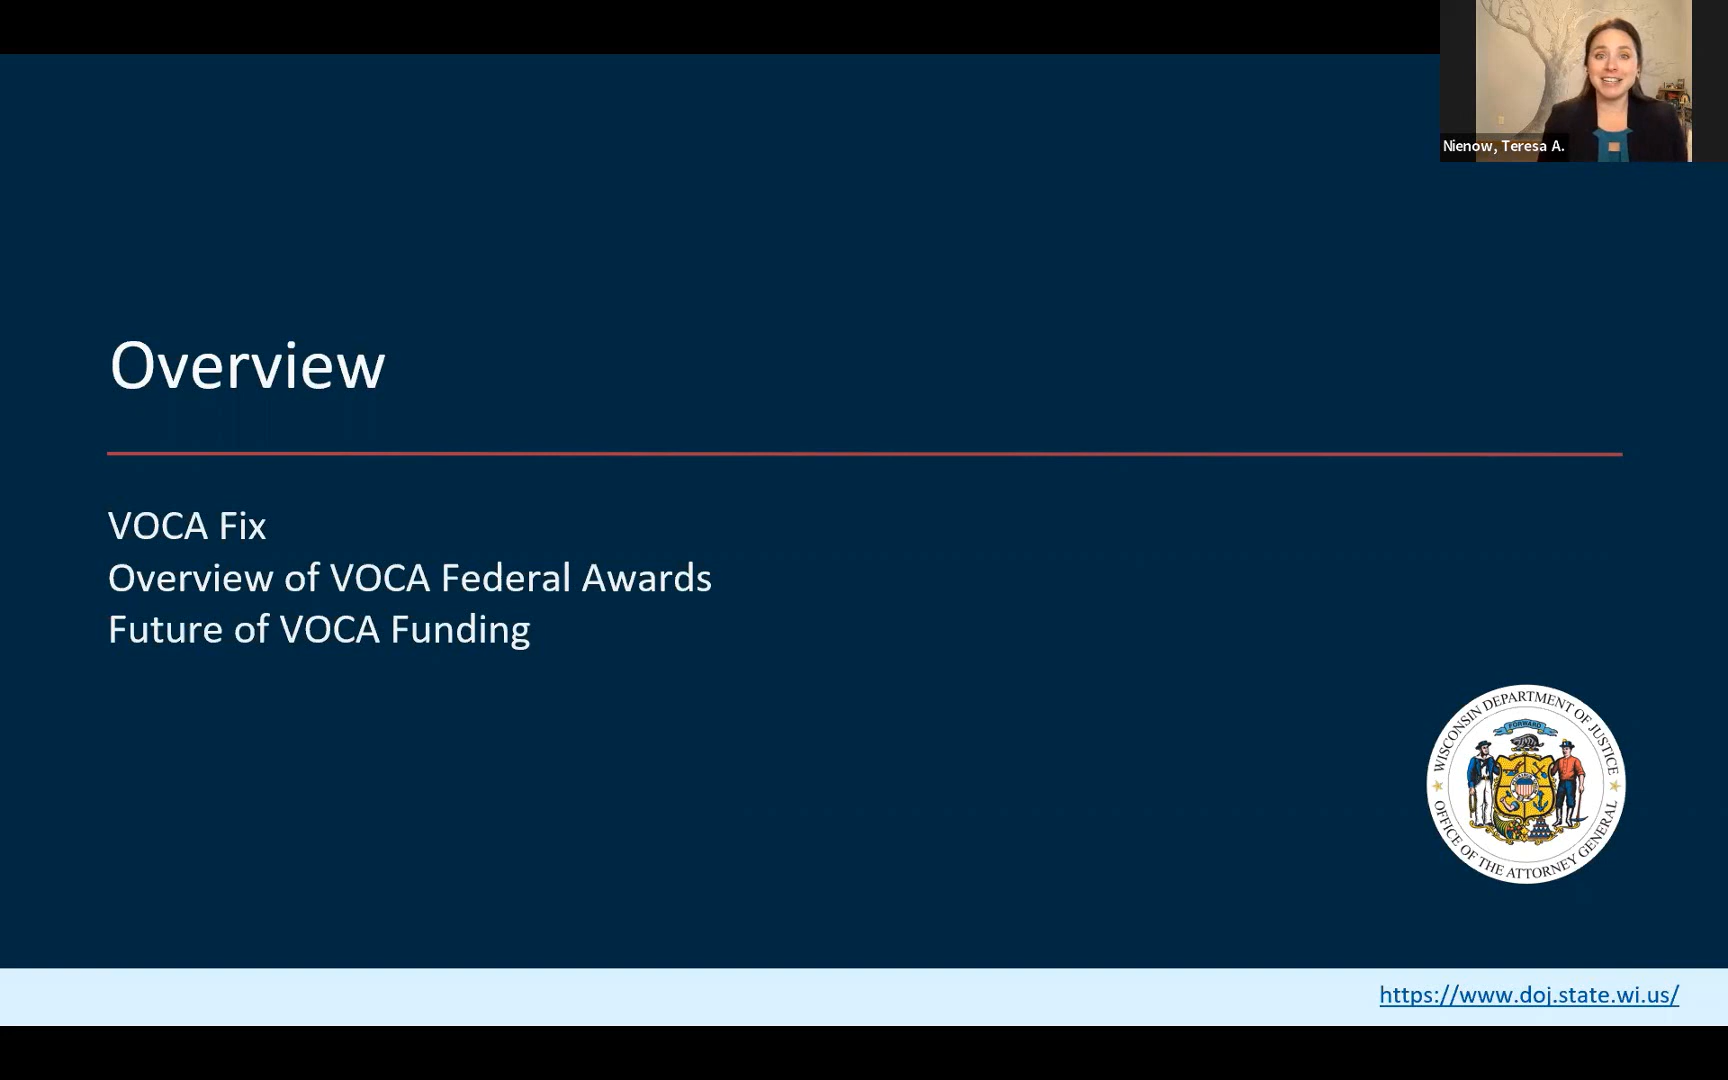 Nienow, Teresa A.
Overview
VOCA Fix
Overview of VOCA Federal Awards
Future of VOCA Funding
WISCONSIN DEPARTMENT OF JUSTICE
FORWARD
OFFICE OF THE ATTORNEY GENERAL
https://www.doj.state.wi.us/